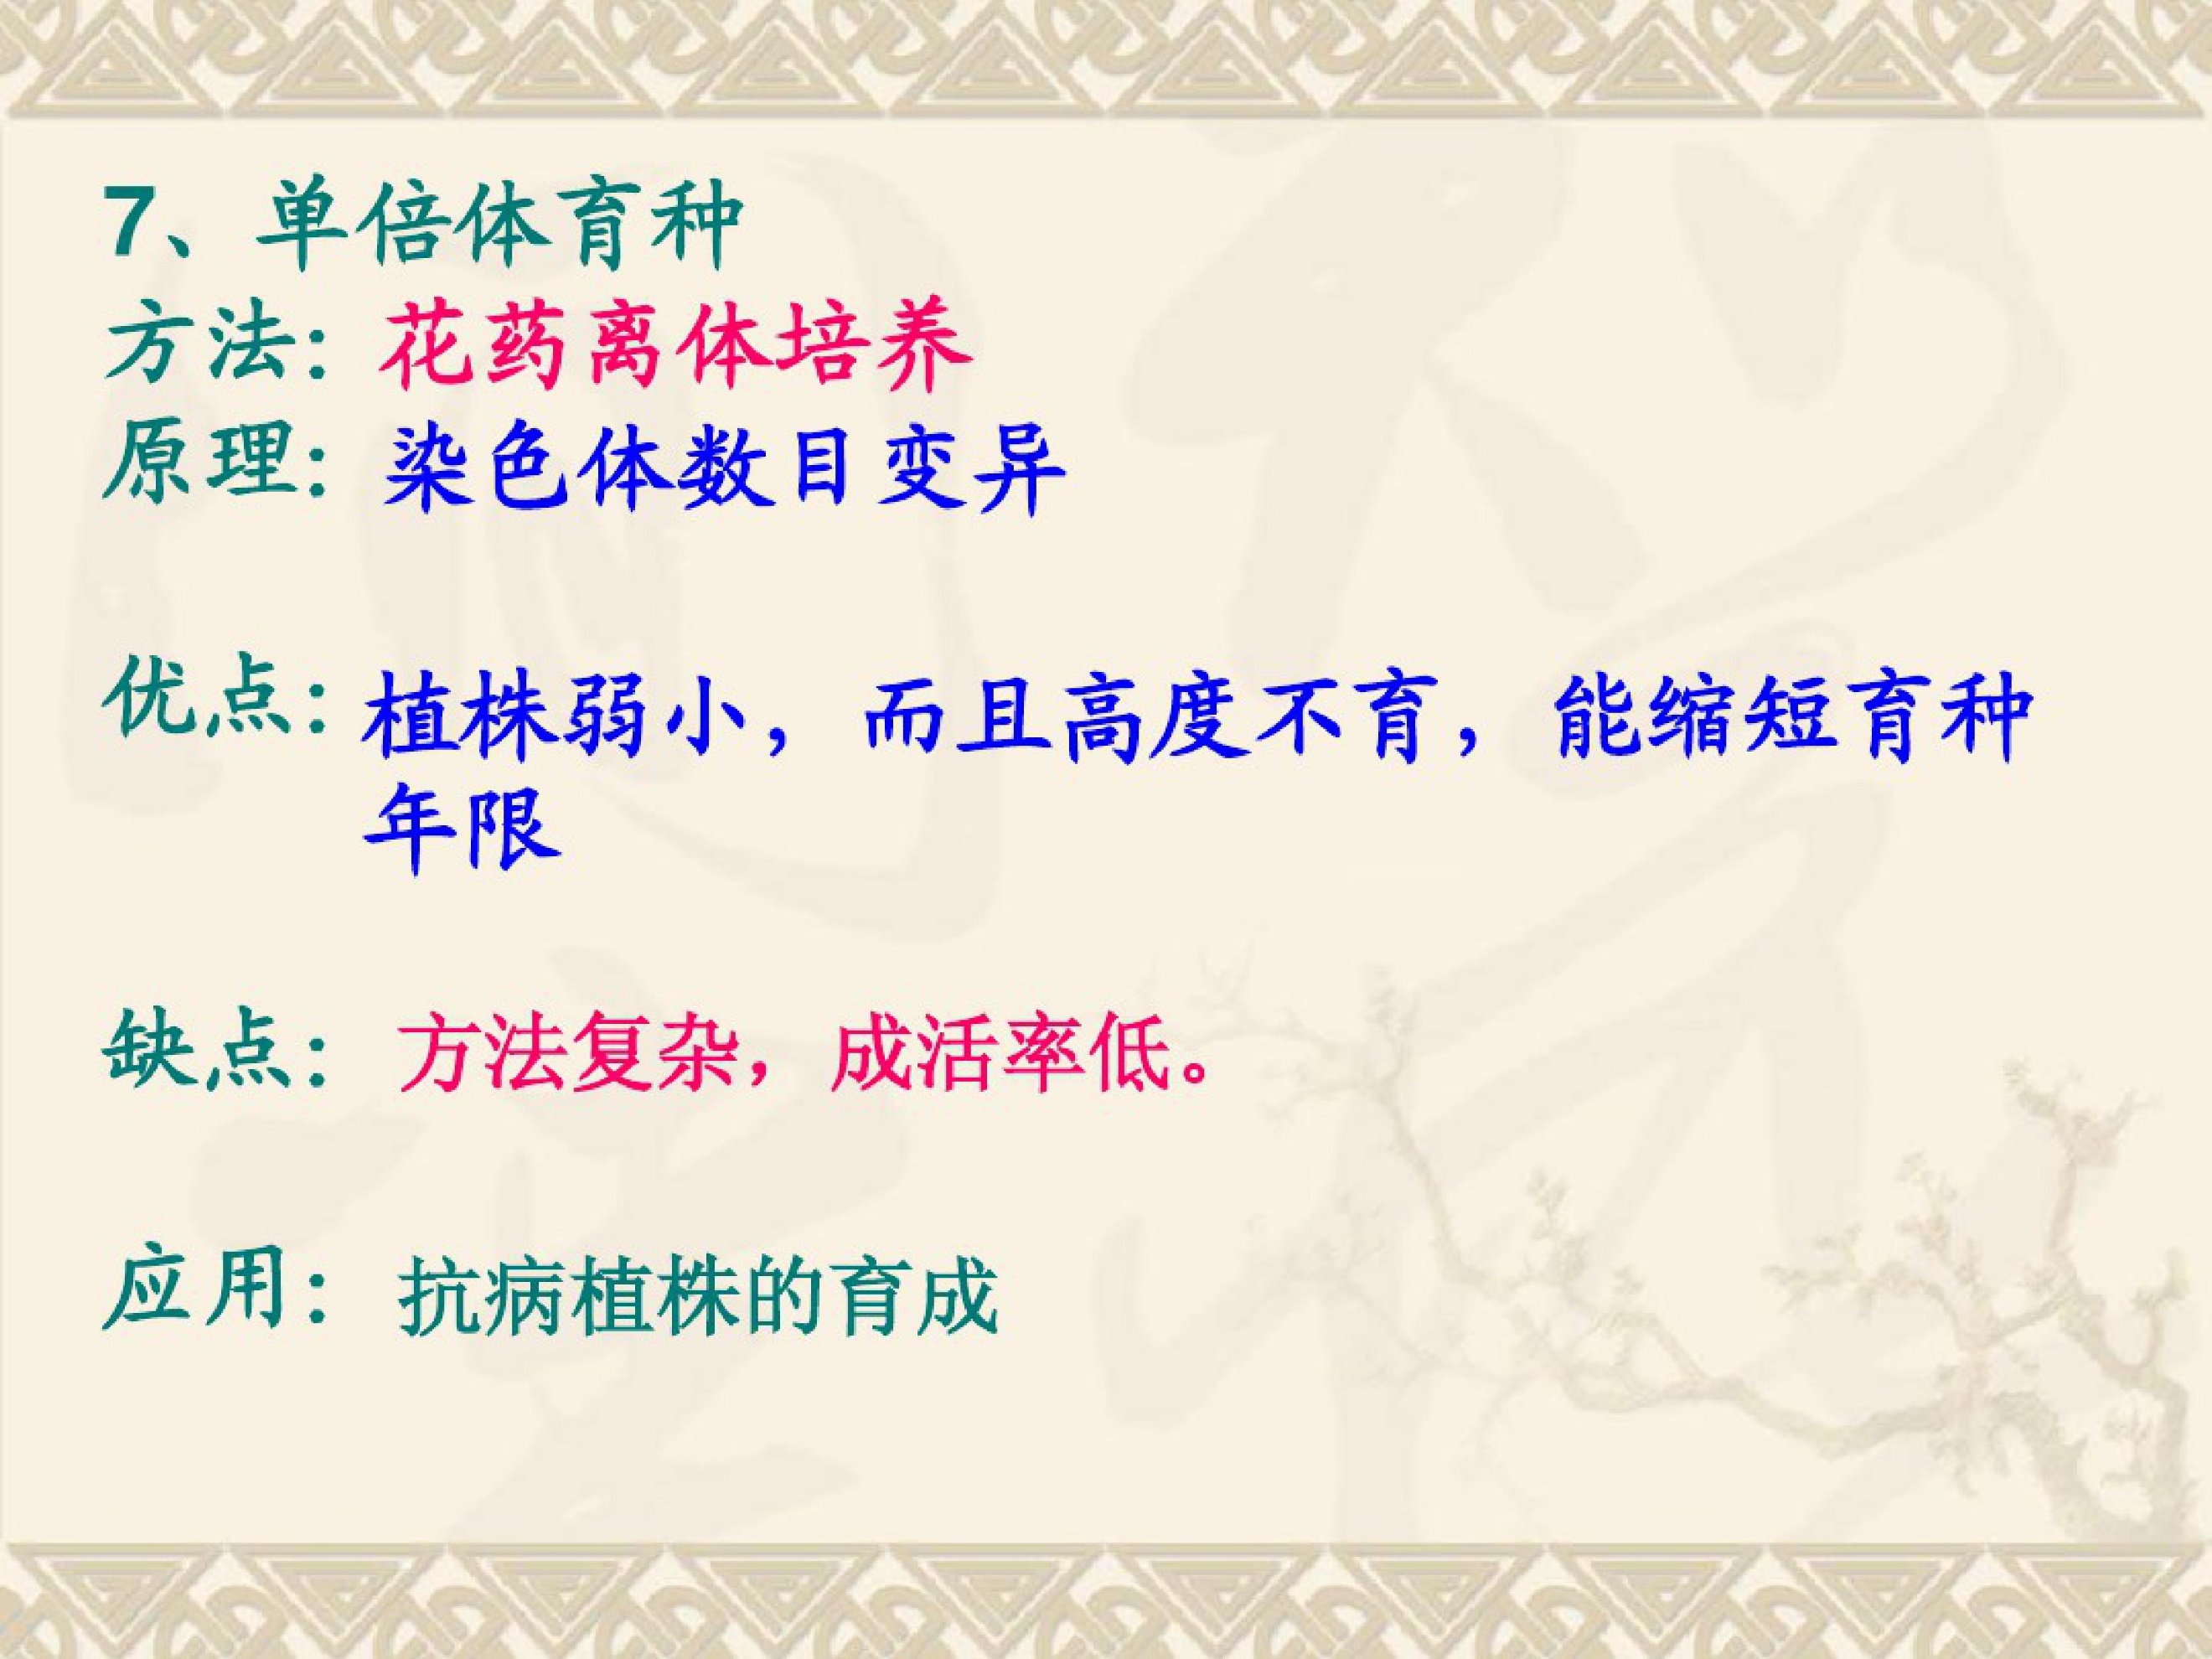 7、单倍体育种
方法：花药离体培养
原理：染色体数目变异
优点：植株弱小，而且高度不育，能缩短育种
年限
缺点：方法复杂，成活率低。
应用：抗病植株的育成